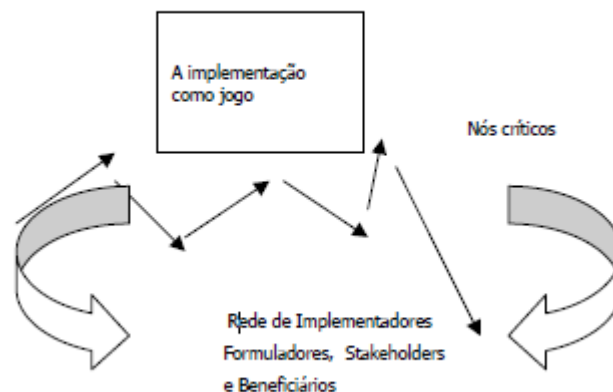 A implementação
como jogo
Nós críticos
Rede de Implementadores
Formuladores, Stakeholders
e Beneficiários